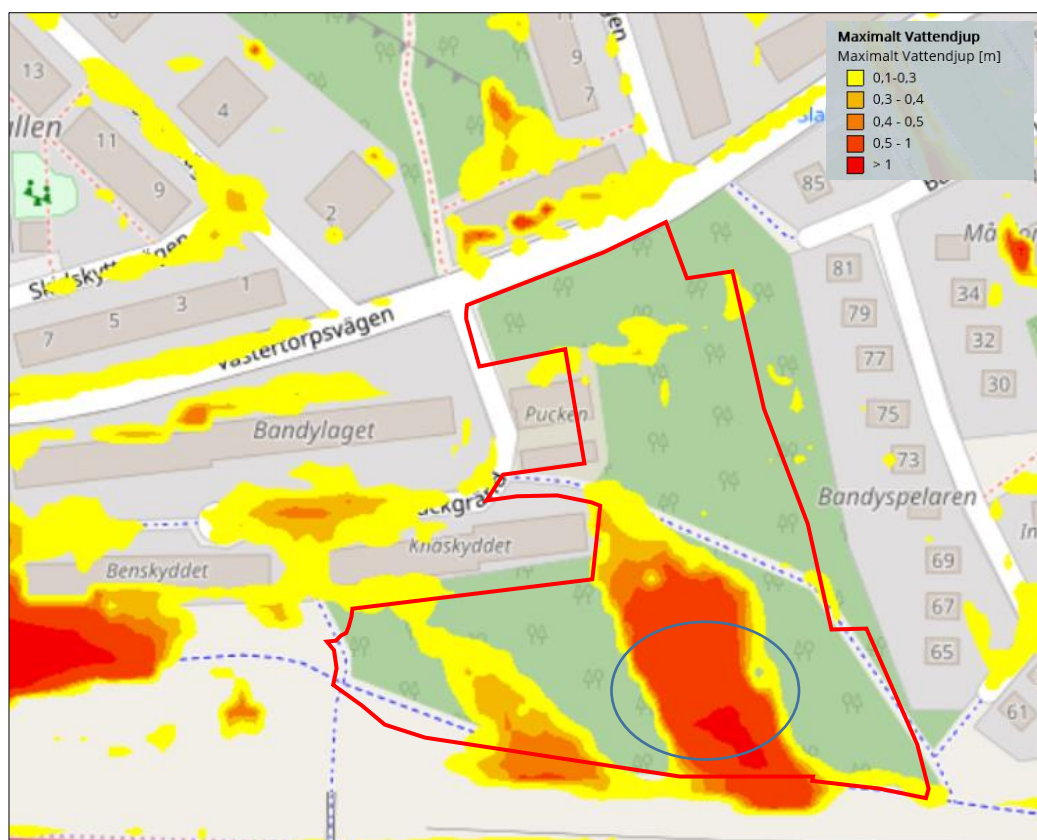 Maximalt Vattendjup
Maximalt Vattendjup [m]
0,1-0,3
0,3 - 0,4
0,4 - 0,5
0,5 - 1
> 1
13
11
9
4
2
9
7
11
85
7
5
3
1
Västertorpsvägen
Bandylaget
Pucken
Knäskyddet
Benskyddet
81
79
77
75
73
Bandyspelaren
69
67
65
61
34
32
30